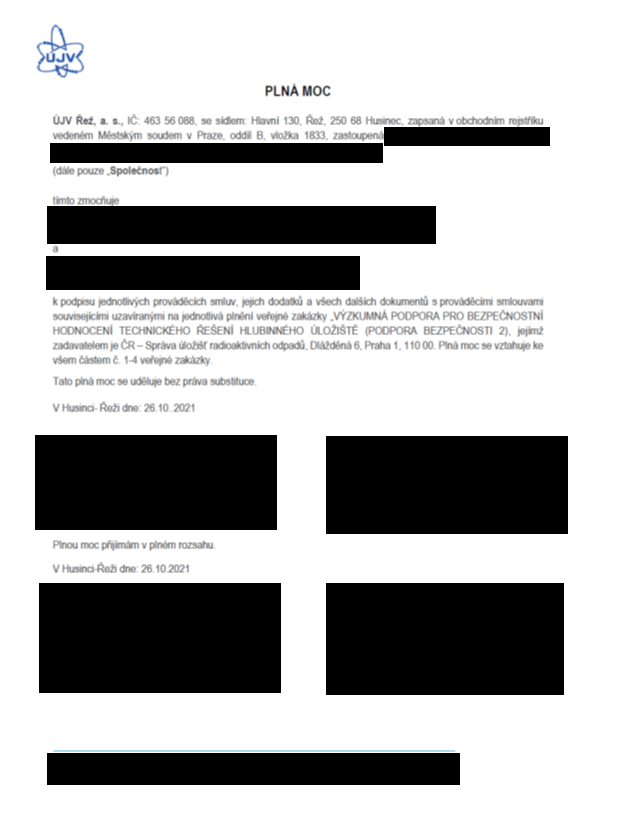 ÚJV
PLNÁ MOC
ÚJV Řež, a. s., IČ: 463 56 088, se sídlem: Hlavní 130, Řež, 250 68 Husinec, zapsaná v obchodním rejstříku
vedeném Městským soudem v Praze, oddíl B, vložka 1833, zastoupená
(dále pouze „Společnost")
tímto zmocňuje
a
k podpisu jednotlivých prováděcích smluv, jejich dodatků a všech dalších dokumentů s prováděcími smlouvami
souvisejícími uzavíranými na jednotlivá plnění veřejné zakázky „VÝZKUMNÁ PODPORA PRO BEZPEČNOSTNÍ
HODNOCENÍ TECHNICKÉHO ŘEŠENÍ HLUBINNÉHO ÚLOŽIŠTĚ (PODPORA BEZPEČNOSTI 2), jejímž
zadavatelem je ČR – Správa úložišť radioaktivních odpadů, Dlážděná 6, Praha 1, 110 00. Plná moc se vztahuje ke
všem částem č. 1-4 veřejné zakázky.
Tato plná moc se uděluje bez práva substituce.
V Husinci- Řeži dne: 26.10..2021
Plnou moc přijímám v plném rozsahu.
V Husinci-Řeži dne: 26.10.2021